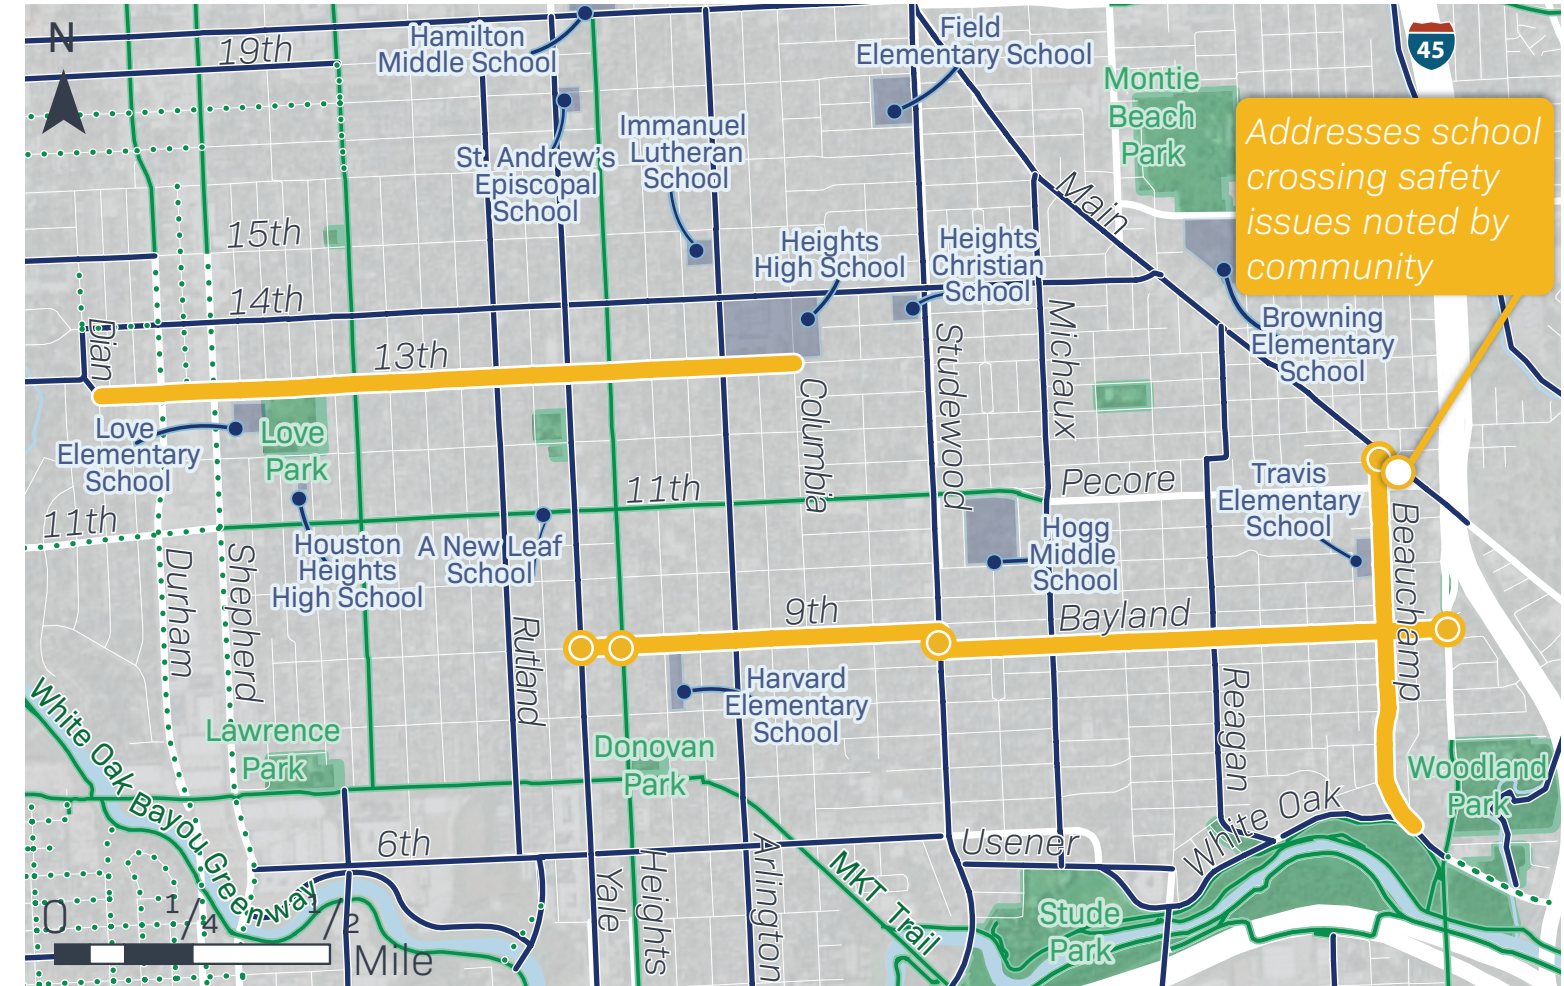 N
19th
Hamilton
Middle School
Field
Elementary School
45
Montie
Beach
Park
Addresses school
crossing safety
issues noted by
community
Immanuel
Lutheran
School
St. Andrew's
Episcopal
School
Main
15th
Heights
High School
Heights
Christian
School
14th
Dian
13th
Browning
Elementary
School
Studewood
Michaux
Columbia
Love
Elementary
School
Love
Park
11th
Pecore
Travis
Elementary
School
11th
Houston
Heights
High School
A New Leaf
School
Hogg
Middle
School
Beauchamp
Durham
Shepherd
Rutland
9th
Bayland
Harvard
Elementary
School
Reagan
White Oak Bayou Greenway
Lawrence
Park
Donovan
Park
Woodland
Park
6th
Usener
White Oak
Yale
Heights
Arlington
MKT Trail
Stude
Park
0 1/4 1/2
Mile